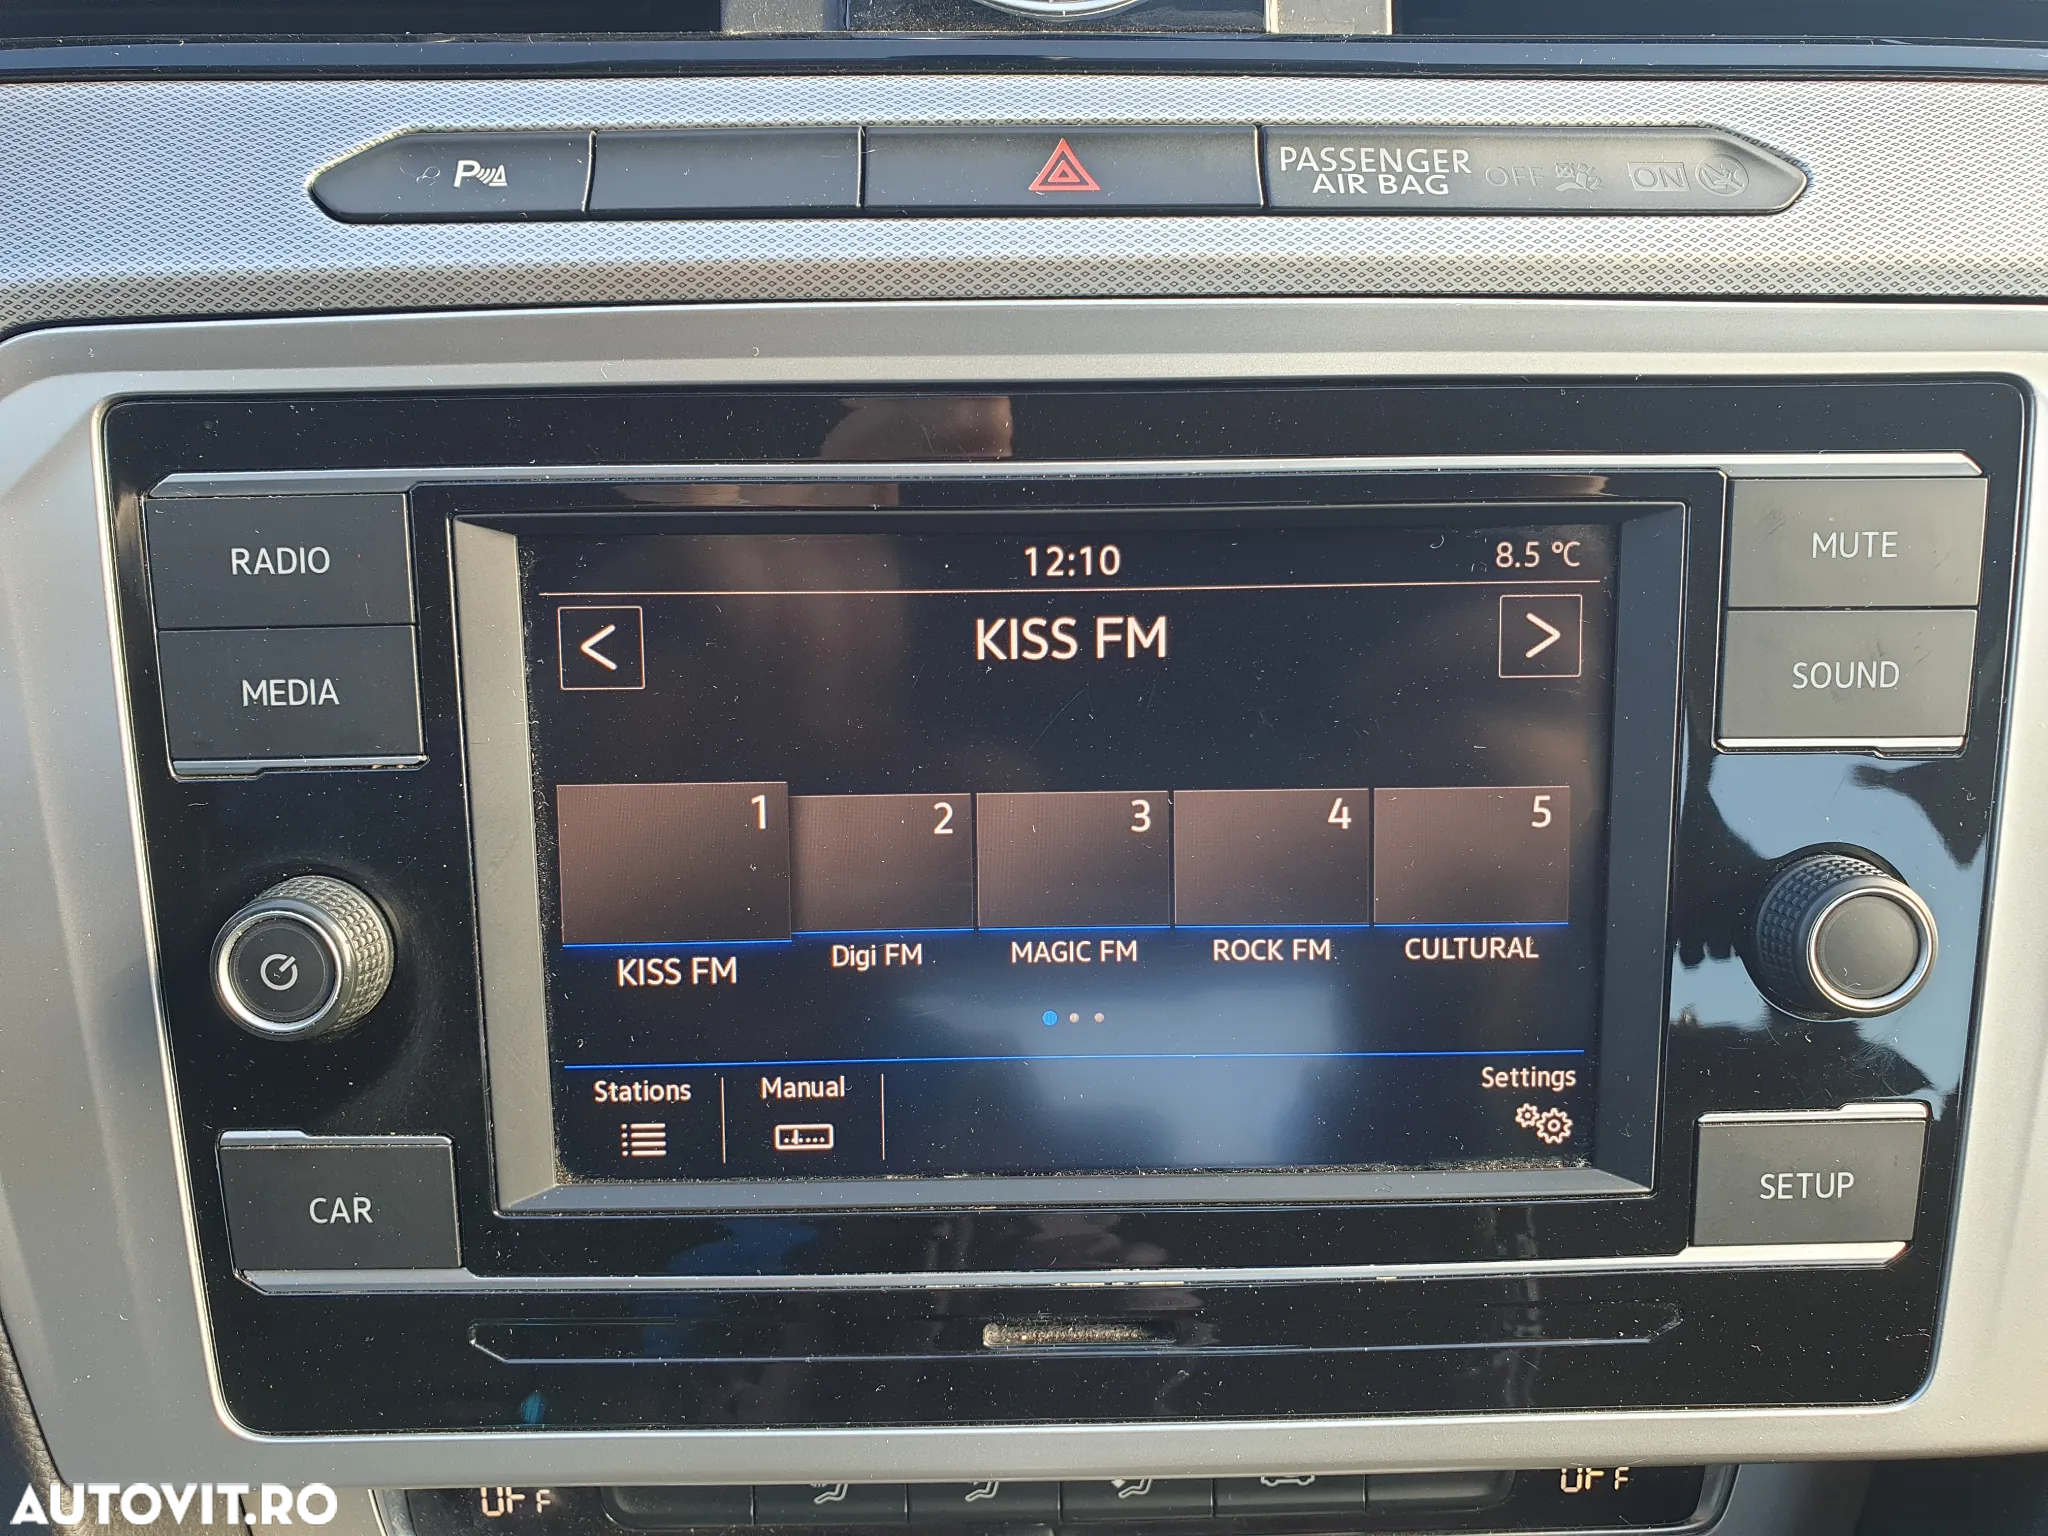 P
PASSENGER
AIR BAG
OFF
ON
RADIO
MEDIA
MUTE
SOUND
12:10
8.5 °C
<
KISS FM
>
1
2
3
4
5
KISS FM
Digi FM
MAGIC FM
ROCK FM
CULTURAL
Stations
Manual
Settings
CAR
SETUP
OFF
OFF
AUTOVIT.RO